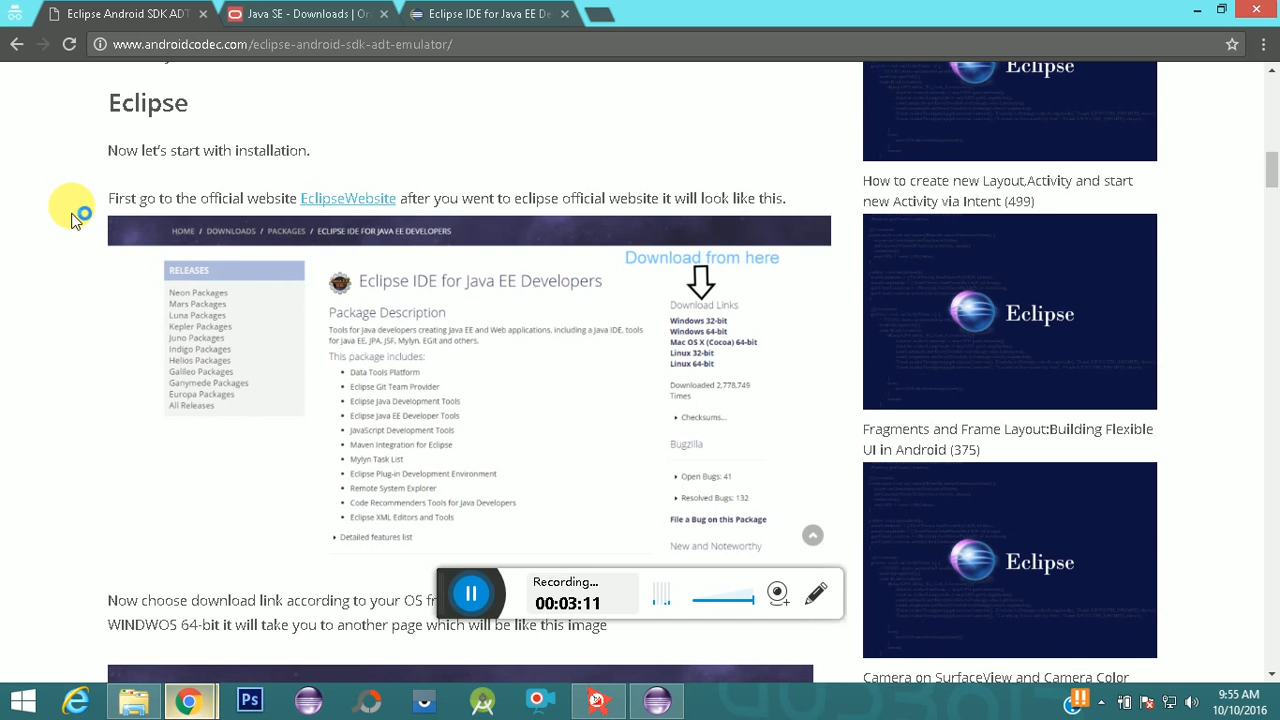 Android SDK ADT
Java SE - Downloads | Or
Eclipse IDE for Java EE De
www.androidcodec.com/eclipse-android-sdk-adt-emulator/
Eclipse
Now let's start our installation.
First go to the official website EclipseWebsite after you went to eclipse official website it will look like this.
HOME / DOWNLOADS / PACKAGES / ECLIPSE IDE FOR JAVA EE DEVELOPERS
RELEASES
Neon Packages
Mars Packages
Luna Packages
Kepler Packages
Juno Packages
Indigo Packages
Helios Packages
Galileo Packages
Ganymede Packages
Europa Packages
All Releases
Eclipse IDE for Java EE Developers
Package Description
Tools for Java developers creating Java EE and Web applications, including a Java IDE, tools
for Java EE, JPA, JSF, Mylyn, EGit and others.
This package includes:
Data Tools Platform
Eclipse Git Team Provider
Eclipse Java Development Tools
Eclipse Java EE Developer Tools
JavaScript Development Tools
Maven Integration for Eclipse
Mylyn Task List
Eclipse Plug-in Development Environment
Remote System Explorer
Code Recommenders Tools for Java Developers
Eclipse XML Editors and Tools
Detailed features list
Download from here
Download Links
Windows 32-bit
Windows 64-bit
Mac OS X (Cocoa) 64-bit
Linux 32-bit
Linux 64-bit
Downloaded 2,778,749
Times
Checksums...
Bugzilla
Open Bugs: 41
Resolved Bugs: 132
File a Bug on this Package
New and Noteworthy
Now choose download
ording to your OS
WINDWOS 64 bit.It will redirect to another page which will be like this page
Eclipse
How to create new Layout,Activity and start
new Activity via Intent (499)
Eclipse
Fragments and Frame Layout:Building Flexible
UI in Android (375)
Eclipse
Camera on SurfaceView and Camera Color
Recording...
11
Ps
9:55 AM
10/10/2016